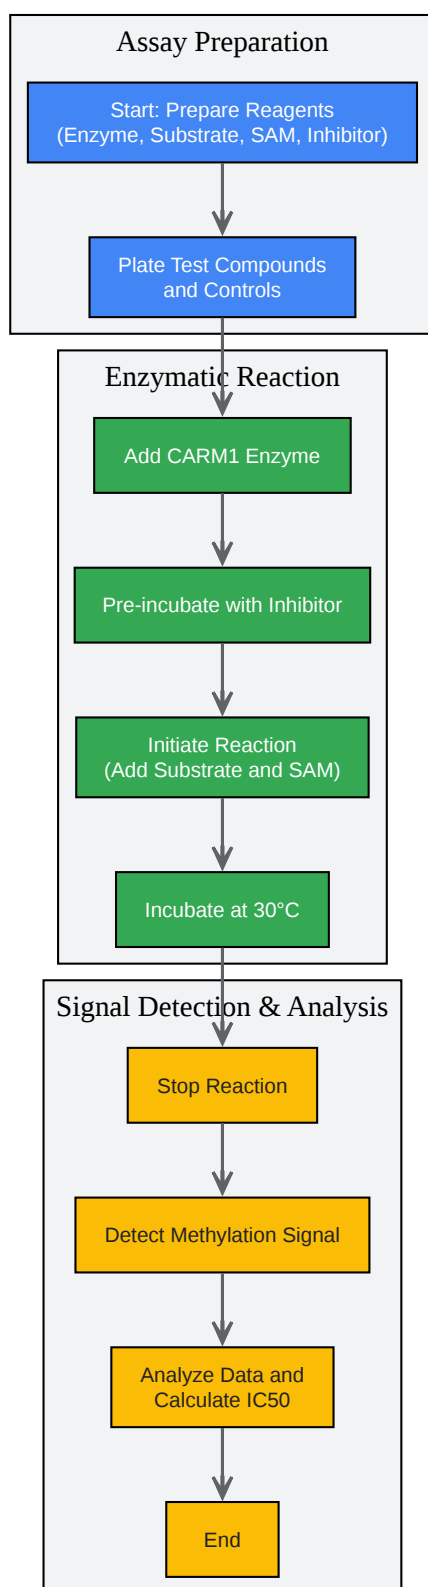 Assay Preparation
Start: Prepare Reagents
(Enzyme, Substrate, SAM, Inhibitor)
Plate Test Compounds
and Controls
Enzymatic Reaction
Add CARM1 Enzyme
Pre-incubate with Inhibitor
Initiate Reaction
(Add Substrate and SAM)
Incubate at 30°C
Signal Detection & Analysis
Stop Reaction
Detect Methylation Signal
Analyze Data and
Calculate IC50
End